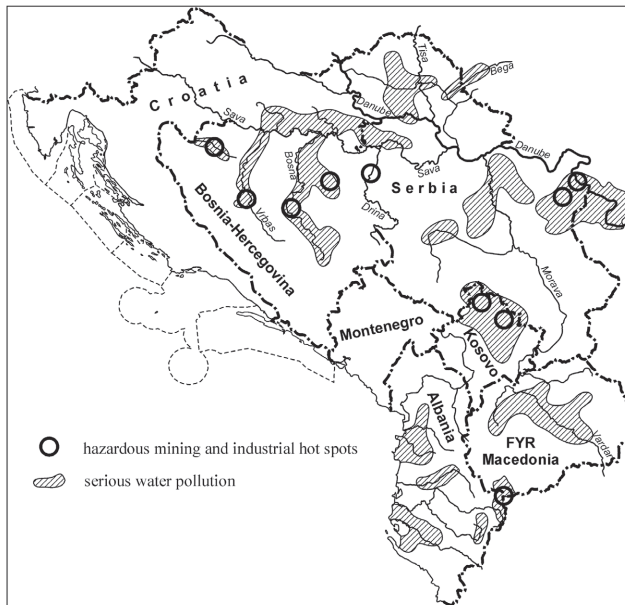 Tisa
Bega
Croatia
Danube
Sava
Danube
Bosna
Sava
Serbia
Vrbas
Drina
Bosnia-Hercegovina
Morava
Montenegro
Kosovo
Albania
FYR
Macedonia
Vardar
hazardous mining and industrial hot spots
serious water pollution